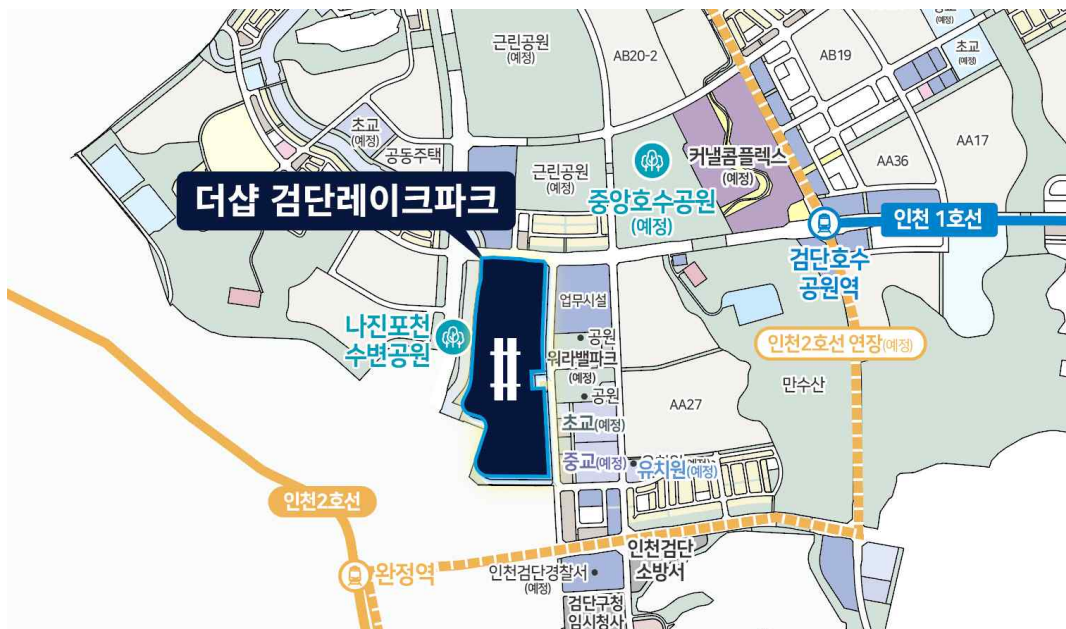 근린공원
(예정)
AB20-2
AB19
초교
(예정)
초교
(예정)
공동주택
AA17
커낼콤플렉스
(예정)
AA36
근린공원
(예정)
중앙호수공원
(예정)
더샵 검단레이크파크
인천 1호선
검단호수
공원역
업무시설
나진포천
수변공원
공원
워라밸파크
(예정)
인천2호선 연장(예정)
만수산
공원
AA27
초교(예정)
중교(예정)
유치원(예정)
인천2호선
완정역
인천검단
소방서
인천검단경찰서
(예정)
검단구청
임시청사